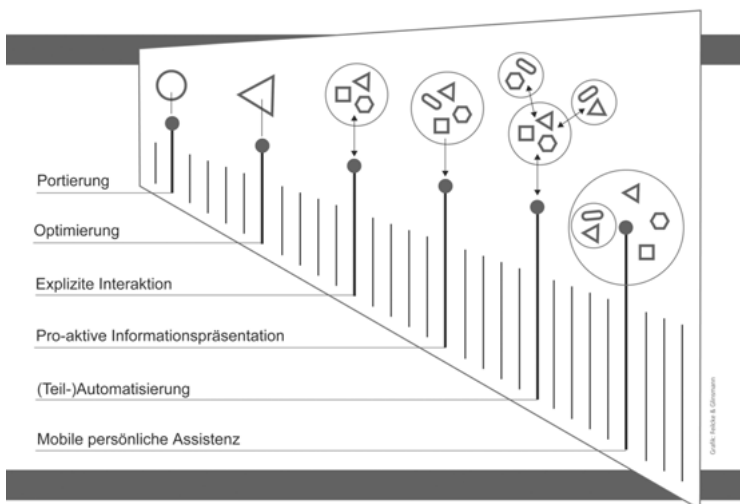 Portierung
Optimierung
Explizite Interaktion
Pro-aktive Informationspräsentation
(Teil-)Automatisierung
Mobile persönliche Assistenz